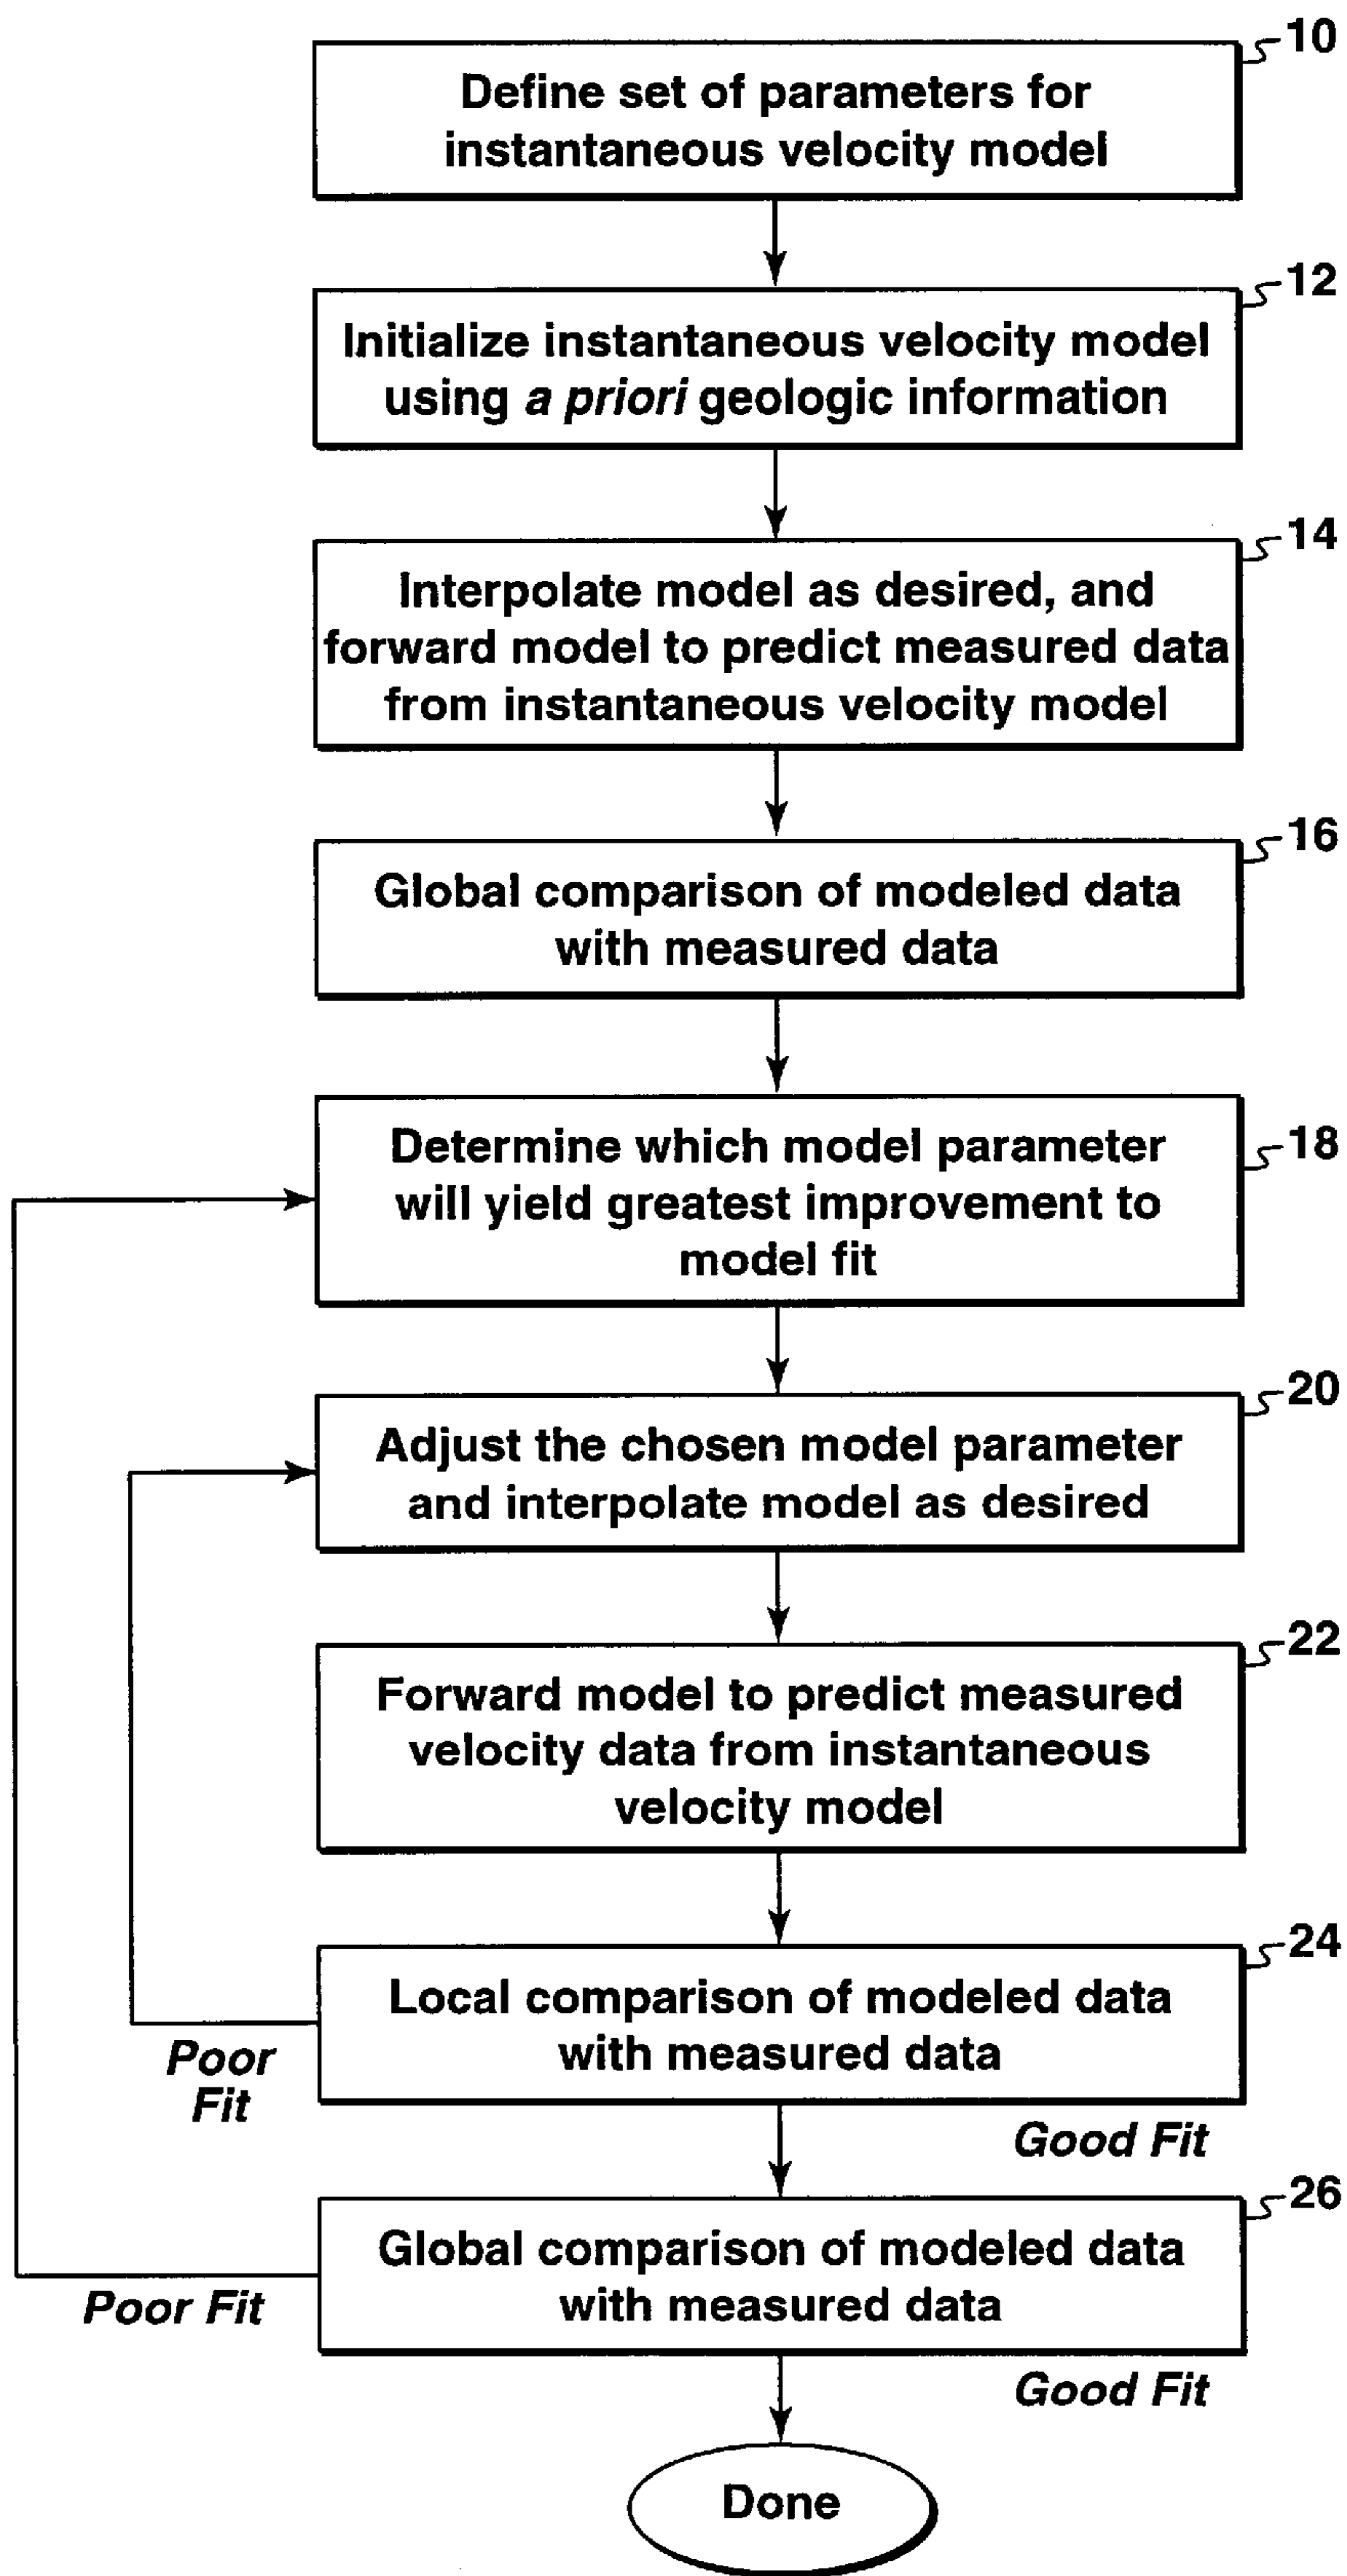 10
Define set of parameters for
instantaneous velocity model
12
Initialize instantaneous velocity model
using a priori geologic information
14
Interpolate model as desired, and
forward model to predict measured data
from instantaneous velocity model
16
Global comparison of modeled data
with measured data
18
Determine which model parameter
will yield greatest improvement to
model fit
20
Adjust the chosen model parameter
and interpolate model as desired
22
Forward model to predict measured
velocity data from instantaneous
velocity model
24
Local comparison of modeled data
with measured data
Poor
Fit
Good Fit
26
Global comparison of modeled data
with measured data
Poor Fit
Good Fit
Done